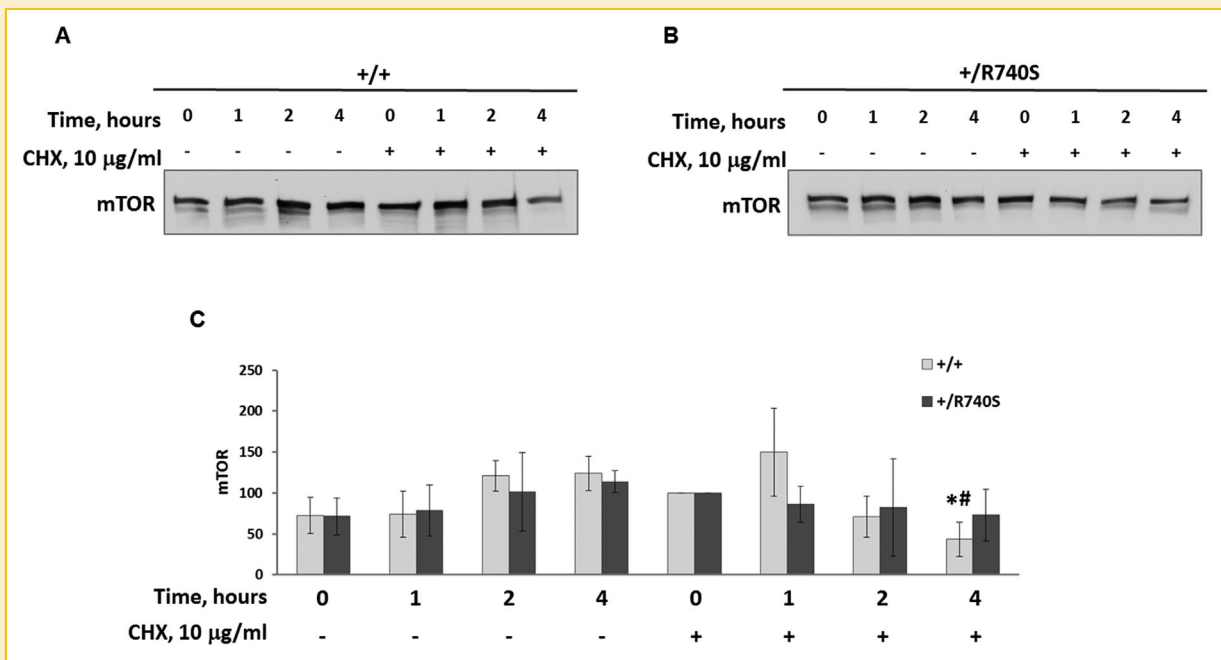 A
+/+
Time, hours 0 1 2 4 0 1 2 4
CHX, 10 µg/ml - - - - + + + +
mTOR
B
+/R740S
Time, hours 0 1 2 4 0 1 2 4
CHX, 10 µg/ml - - - - + + + +
mTOR
C
250
200
150
100
50
0
mTOR
+/+
+/R740S
*#
Time, hours 0 1 2 4 0 1 2 4
CHX, 10 µg/ml - - - - + + + +